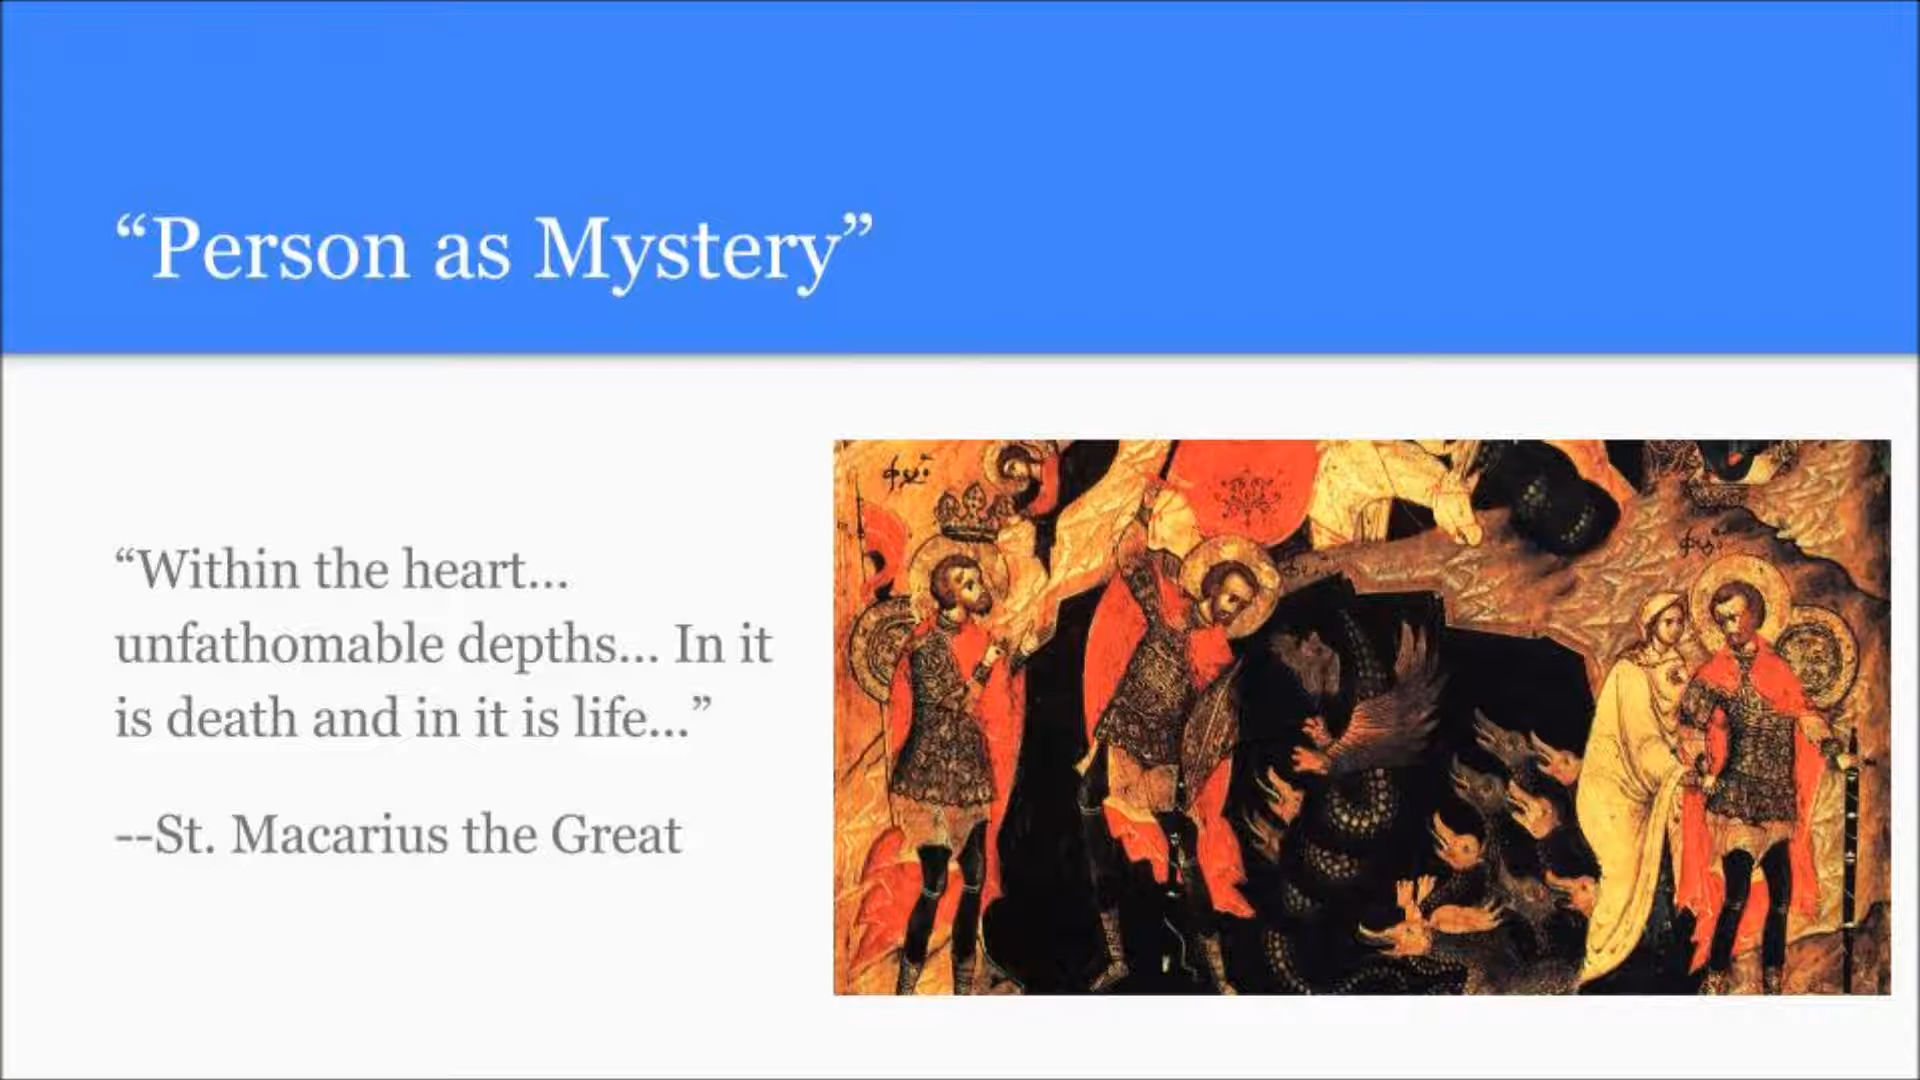 “Person as Mystery”
“Within the heart...
unfathomable depths... In it
is death and in it is life...”
--St. Macarius the Great